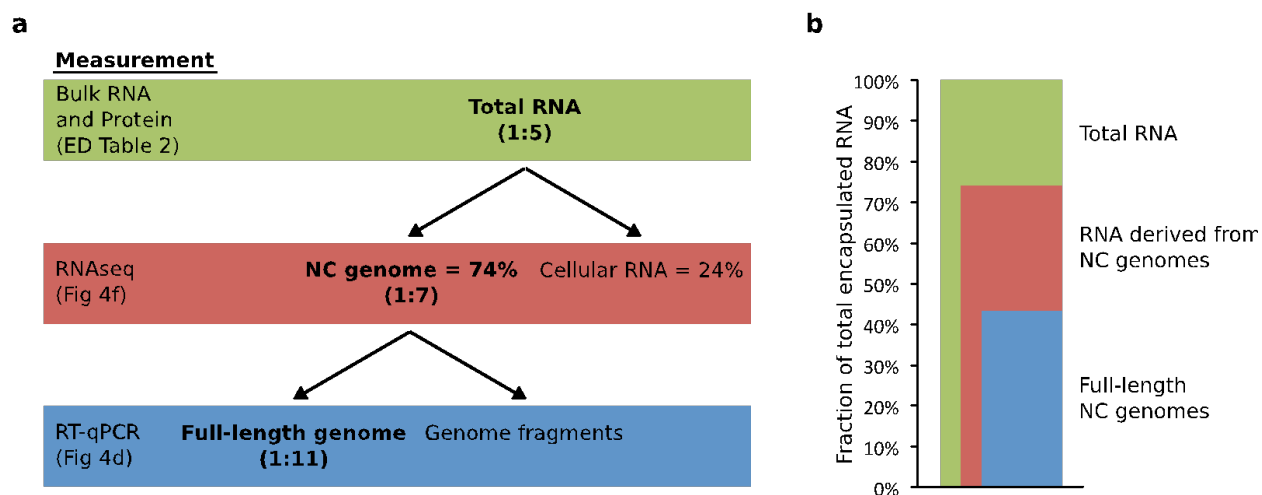 a
Measurement
Bulk RNA
and Protein
(ED Table 2)
Total RNA
(1:5)
RNAseq
(Fig 4f)
NC genome = 74%
(1:7)
Cellular RNA = 24%
RT-qPCR
(Fig 4d)
Full-length genome
(1:11)
Genome fragments
b
Fraction of total encapsulated RNA
100%
90%
80%
70%
60%
50%
40%
30%
20%
10%
0%
Total RNA
RNA derived from
NC genomes
Full-length
NC genomes